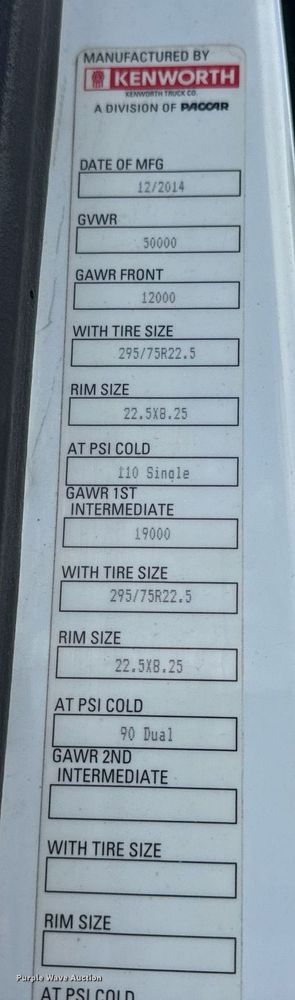 MANUFACTURED BY
KENWORTH
KENWORTH TRUCK CO.
A DIVISION OF PACCAR
DATE OF MFG
12/2014
GVWR
50000
GAWR FRONT
12000
WITH TIRE SIZE
295/75R22.5
RIM SIZE
22.5X8.25
AT PSI COLD
110 Single
GAWR 1ST
INTERMEDIATE
19000
WITH TIRE SIZE
295/75R22.5
RIM SIZE
22.5X8.25
AT PSI COLD
90 Dual
GAWR 2ND
INTERMEDIATE
WITH TIRE SIZE
RIM SIZE
AT PSI COLD
Purple Wave Auction